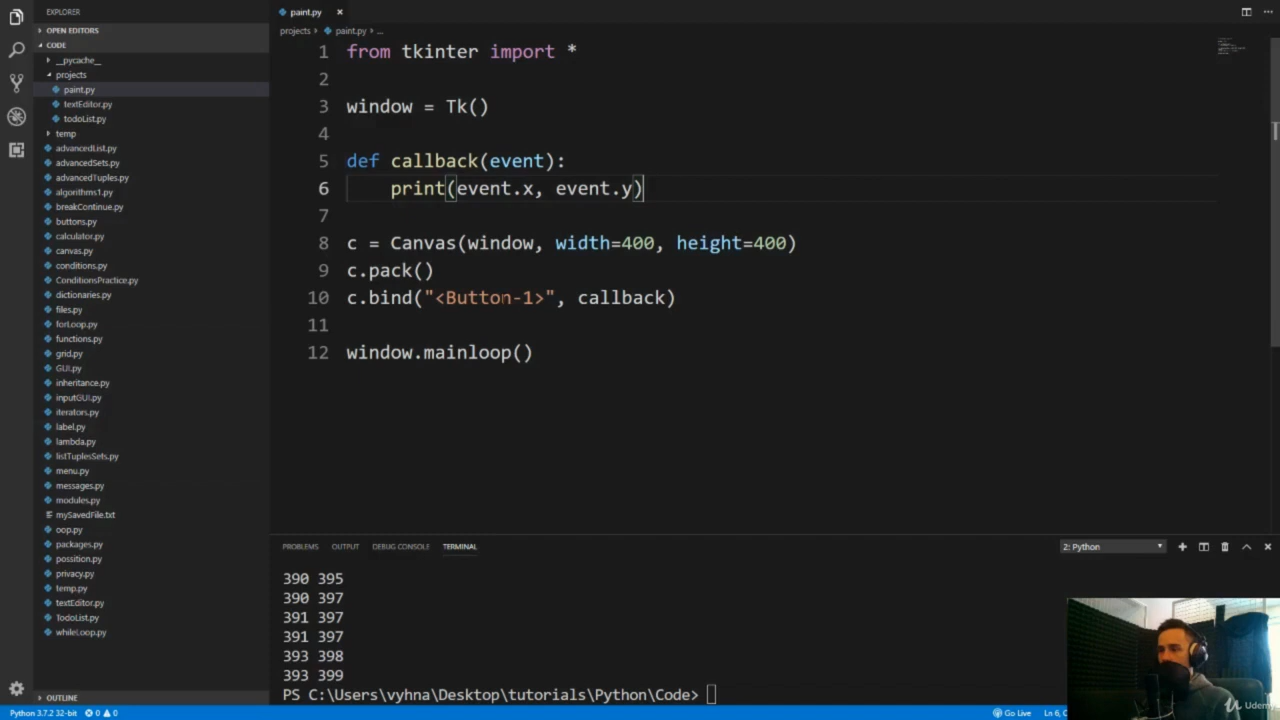 EXPLORER
OPEN EDITORS
CODE
__pycache__
projects
paint.py
textEditor.py
todoList.py
temp
advancedList.py
advancedSets.py
advancedTuples.py
algorithms1.py
breakContinue.py
buttons.py
calculator.py
canvas.py
conditions.py
ConditionsPractice.py
dictionaries.py
files.py
forLoop.py
functions.py
grid.py
GUI.py
inheritance.py
inputGUI.py
iterators.py
label.py
lambda.py
listTuplesSets.py
menu.py
messages.py
modules.py
mySavedFile.txt
oop.py
packages.py
possition.py
privacy.py
temp.py
textEditor.py
TodoList.py
whileLoop.py
OUTLINE
paint.py ×
projects › paint.py › ...
1 from tkinter import *
2
3 window = Tk()
4
5 def callback(event):
6 print(event.x, event.y)
7
8 c = Canvas(window, width=400, height=400)
9 c.pack()
10 c.bind("<Button-1>", callback)
11
12 window.mainloop()
PROBLEMS OUTPUT DEBUG CONSOLE TERMINAL 2: Python
390 395
390 397
391 397
391 397
393 398
393 399
PS C:\Users\vyhna\Desktop\tutorials\Python\Code>
Python 3.7.2 32-bit 0 0 Go Live Ln 6,
Udemy